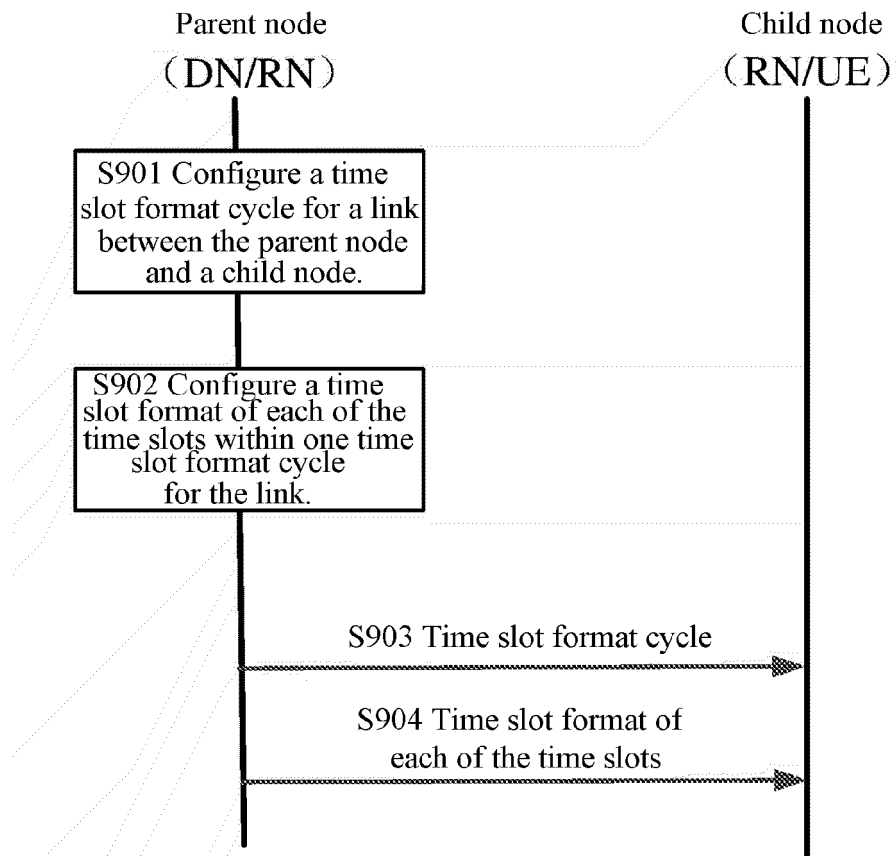 Parent node
(DN/RN)
Child node
(RN/UE)
S901 Configure a time
slot format cycle for a link
between the parent node
and a child node.
S902 Configure a time
slot format of each of the
time slots within one time
slot format cycle
for the link.
S903 Time slot format cycle
S904 Time slot format of
each of the time slots